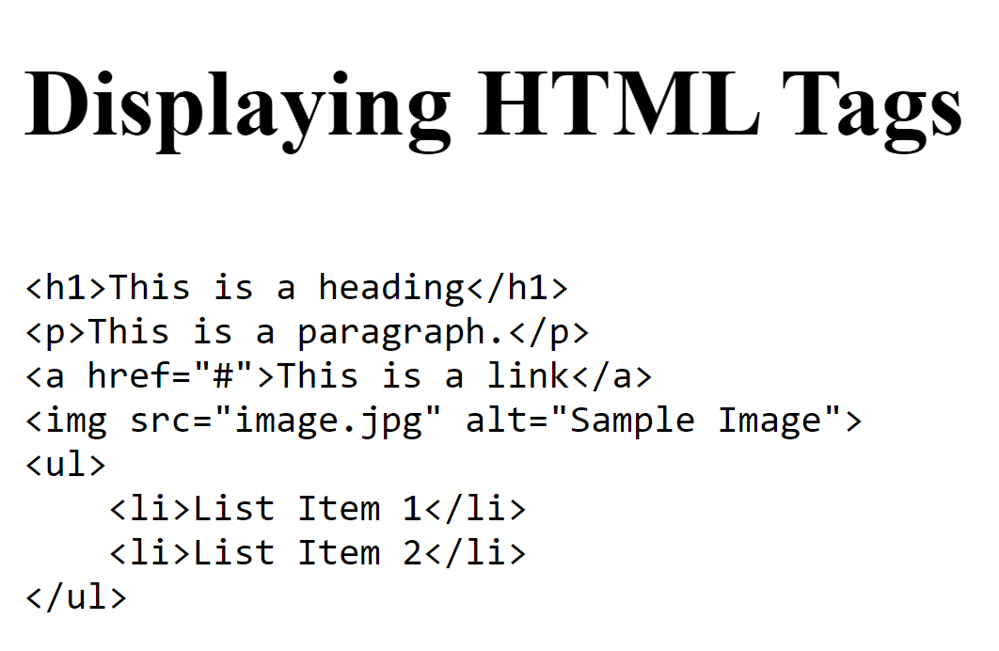 Displaying HTML Tags
<h1>This is a heading</h1>
<p>This is a paragraph.</p>
<a href="#">This is a link</a>
<img src="image.jpg" alt="Sample Image">
<ul>
    <li>List Item 1</li>
    <li>List Item 2</li>
</ul>